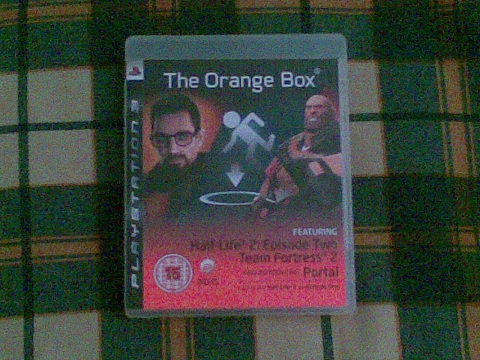 The Orange Box
PLAYSTATION 3
FEATURING
Half-Life 2: Episode Two
Team Fortress 2
Portal
15